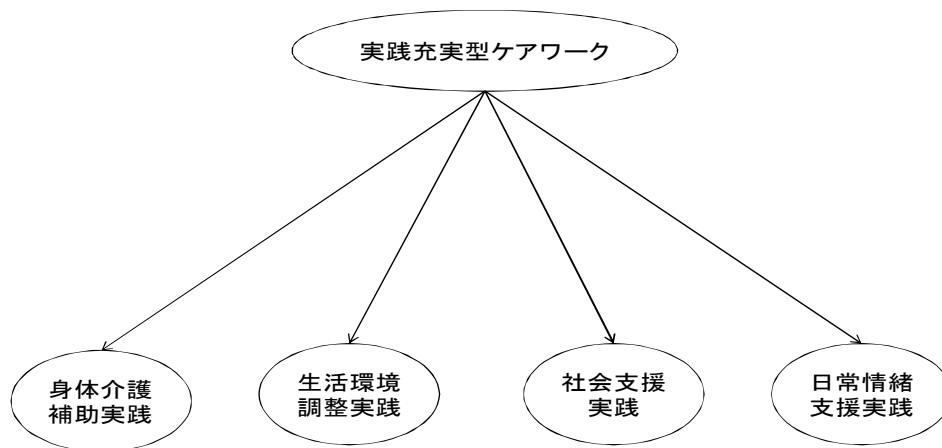 実践充実型ケアワーク
身体介護
補助実践
生活環境
調整実践
社会支援
実践
日常情緒
支援実践